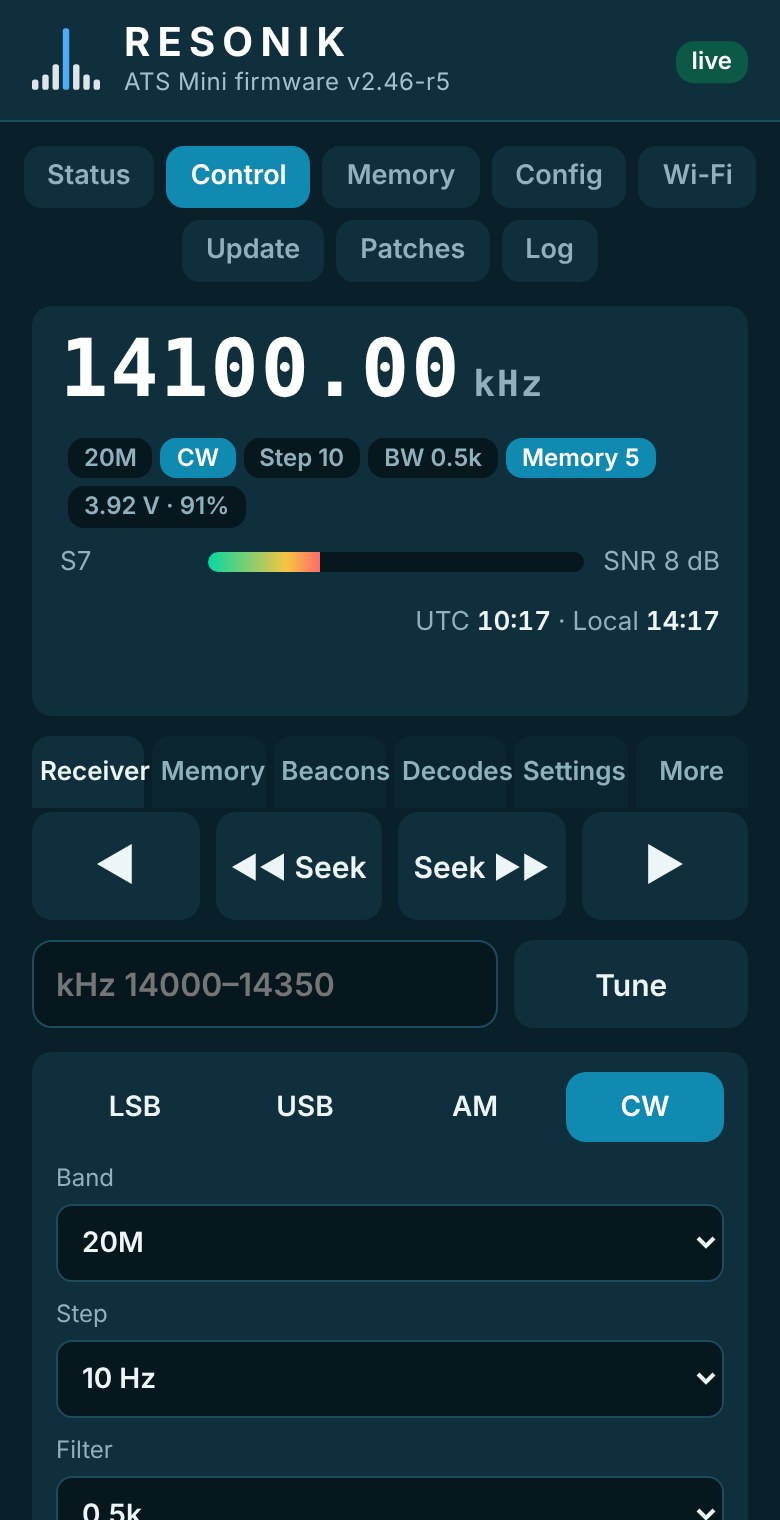 RESONIK
ATS Mini firmware v2.46-r5
live
Status Control Memory Config Wi-Fi
Update Patches Log
14100.00 kHz
20M CW Step 10 BW 0.5k Memory 5
3.92 V · 91%
S7 SNR 8 dB
UTC 10:17 · Local 14:17
Receiver Memory Beacons Decodes Settings More
◀ ◀◀ Seek Seek ▶▶ ▶
kHz 14000–14350 Tune
LSB USB AM CW
Band
20M
Step
10 Hz
Filter
0.5k